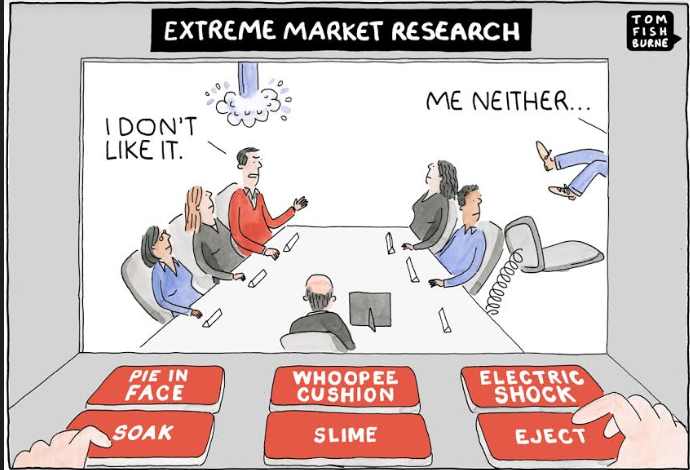 EXTREME MARKET RESEARCH
TOM
FISH
BURNE
I DON'T
LIKE IT.
ME NEITHER...
PIE IN
FACE
WHOOPEE
CUSHION
ELECTRIC
SHOCK
SOAK
SLIME
EJECT